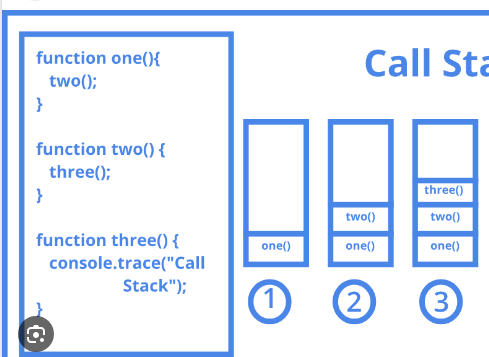 function one(){
two();
}
function two() {
three();
}
function three() {
console.trace("Call
Stack");
}
Call Sta
one()
two()
one()
three()
two()
one()
1
2
3